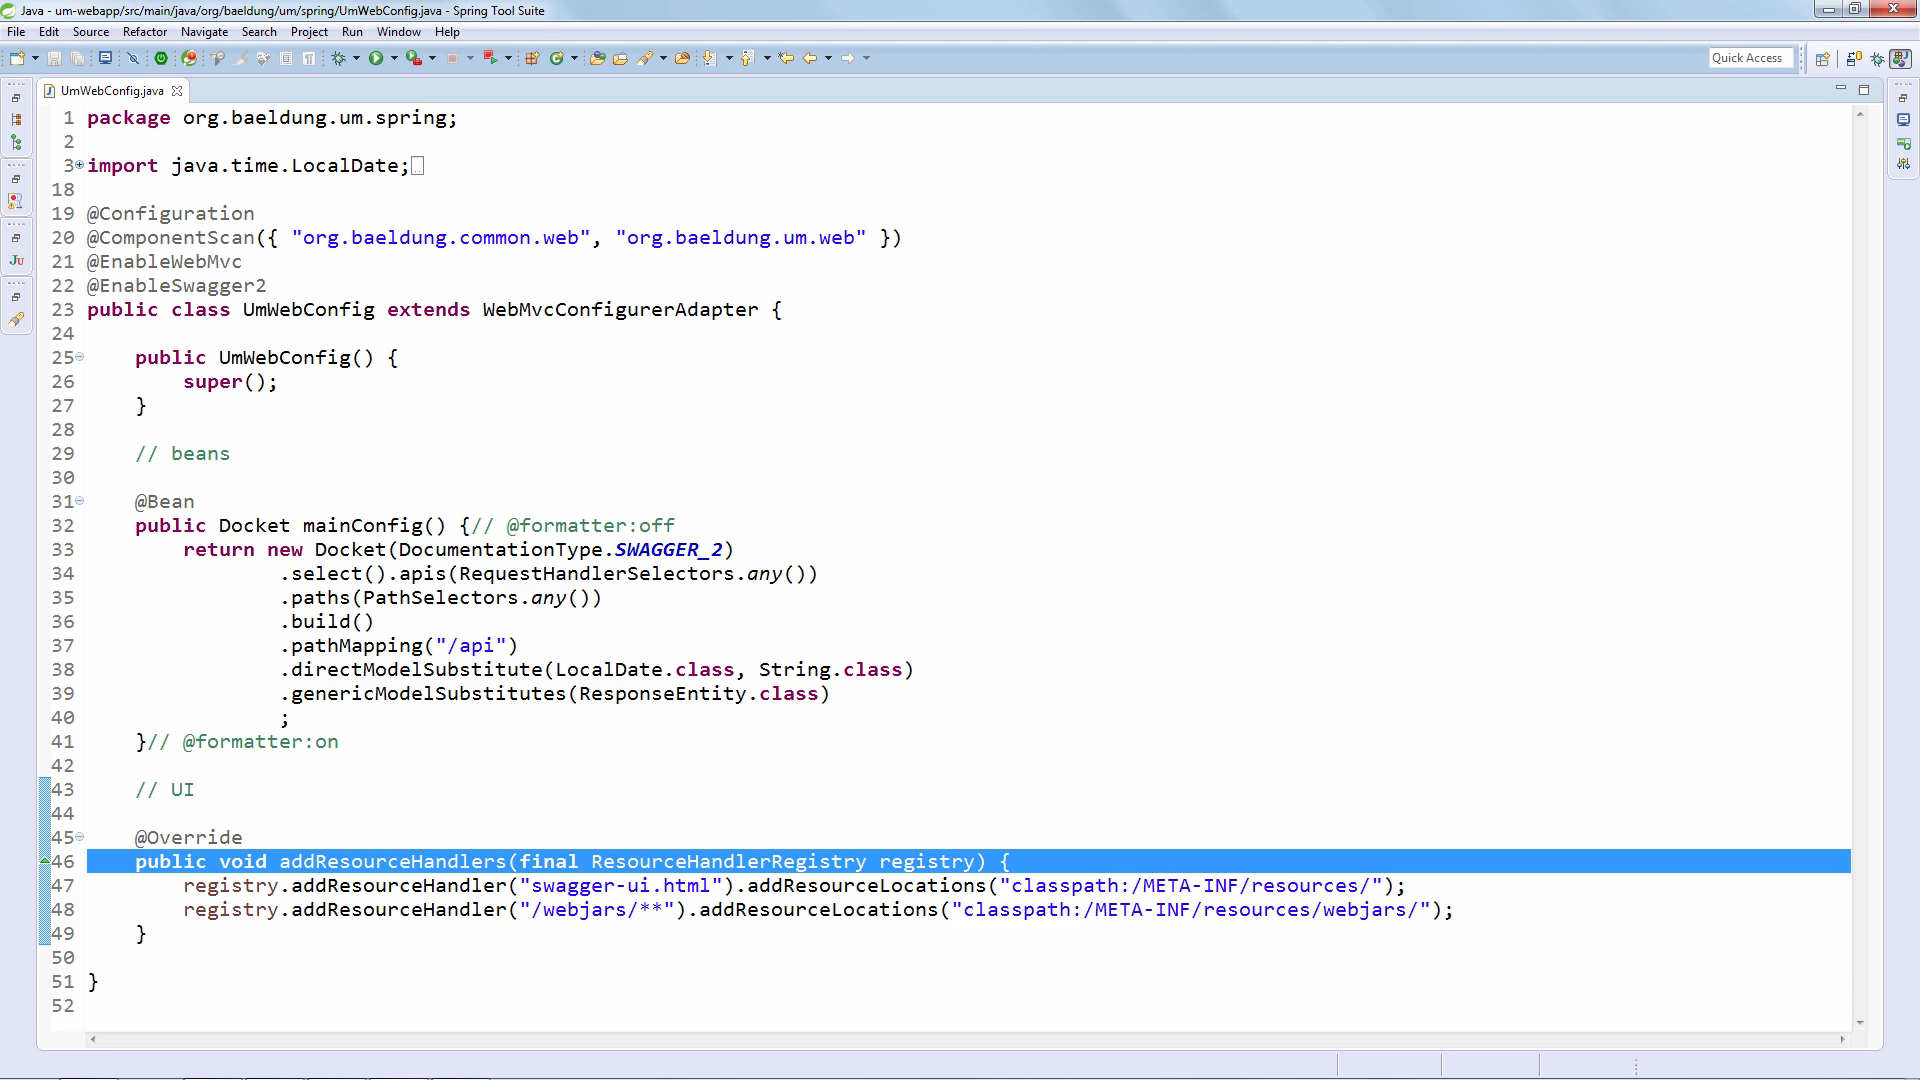 Java - um-webapp/src/main/java/org/baeldung/um/spring/UmWebConfig.java - Spring Tool Suite
File Edit Source Refactor Navigate Search Project Run Window Help
Quick Access
UmWebConfig.java
1 package org.baeldung.um.spring;
2
3 import java.time.LocalDate;
18
19 @Configuration
20 @ComponentScan({ "org.baeldung.common.web", "org.baeldung.um.web" })
21 @EnableWebMvc
22 @EnableSwagger2
23 public class UmWebConfig extends WebMvcConfigurerAdapter {
24
25     public UmWebConfig() {
26         super();
27     }
28
29     // beans
30
31     @Bean
32     public Docket mainConfig() {// @formatter:off
33         return new Docket(DocumentationType.SWAGGER_2)
34                 .select().apis(RequestHandlerSelectors.any())
35                 .paths(PathSelectors.any())
36                 .build()
37                 .pathMapping("/api")
38                 .directModelSubstitute(LocalDate.class, String.class)
39                 .genericModelSubstitutes(ResponseEntity.class)
40                 ;
41     }// @formatter:on
42
43     // UI
44
45     @Override
46     public void addResourceHandlers(final ResourceHandlerRegistry registry) {
47         registry.addResourceHandler("swagger-ui.html").addResourceLocations("classpath:/META-INF/resources/");
48         registry.addResourceHandler("/webjars/**").addResourceLocations("classpath:/META-INF/resources/webjars/");
49     }
50
51 }
52
Ju